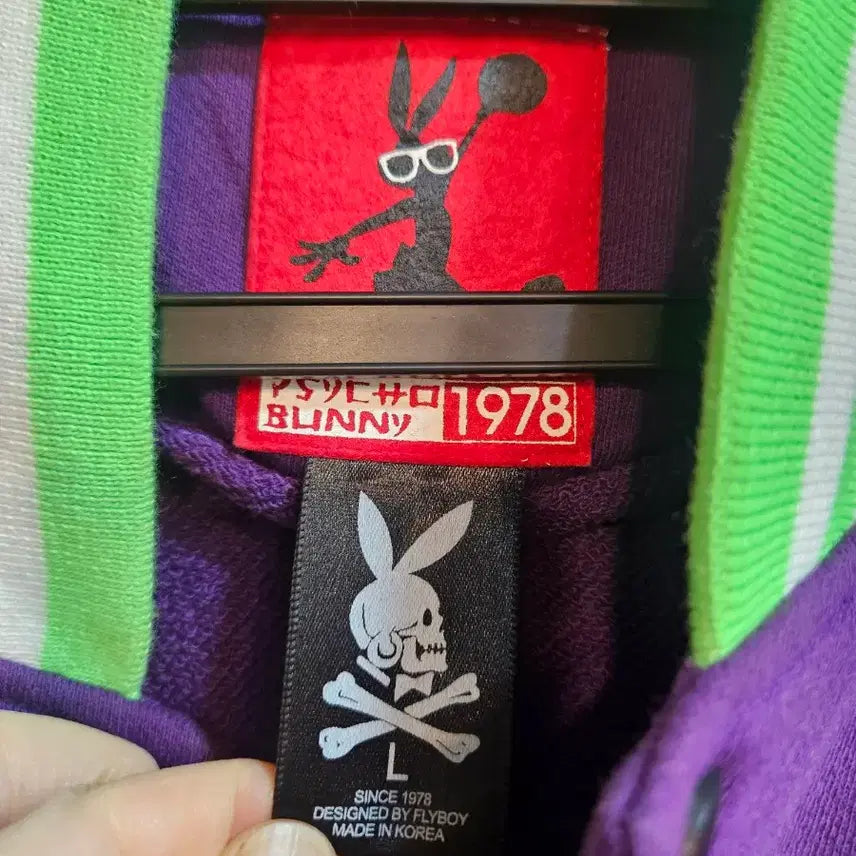 PSYCHO
BUNNY
1978
L
SINCE 1978
DESIGNED BY FLYBOY
MADE IN KOREA